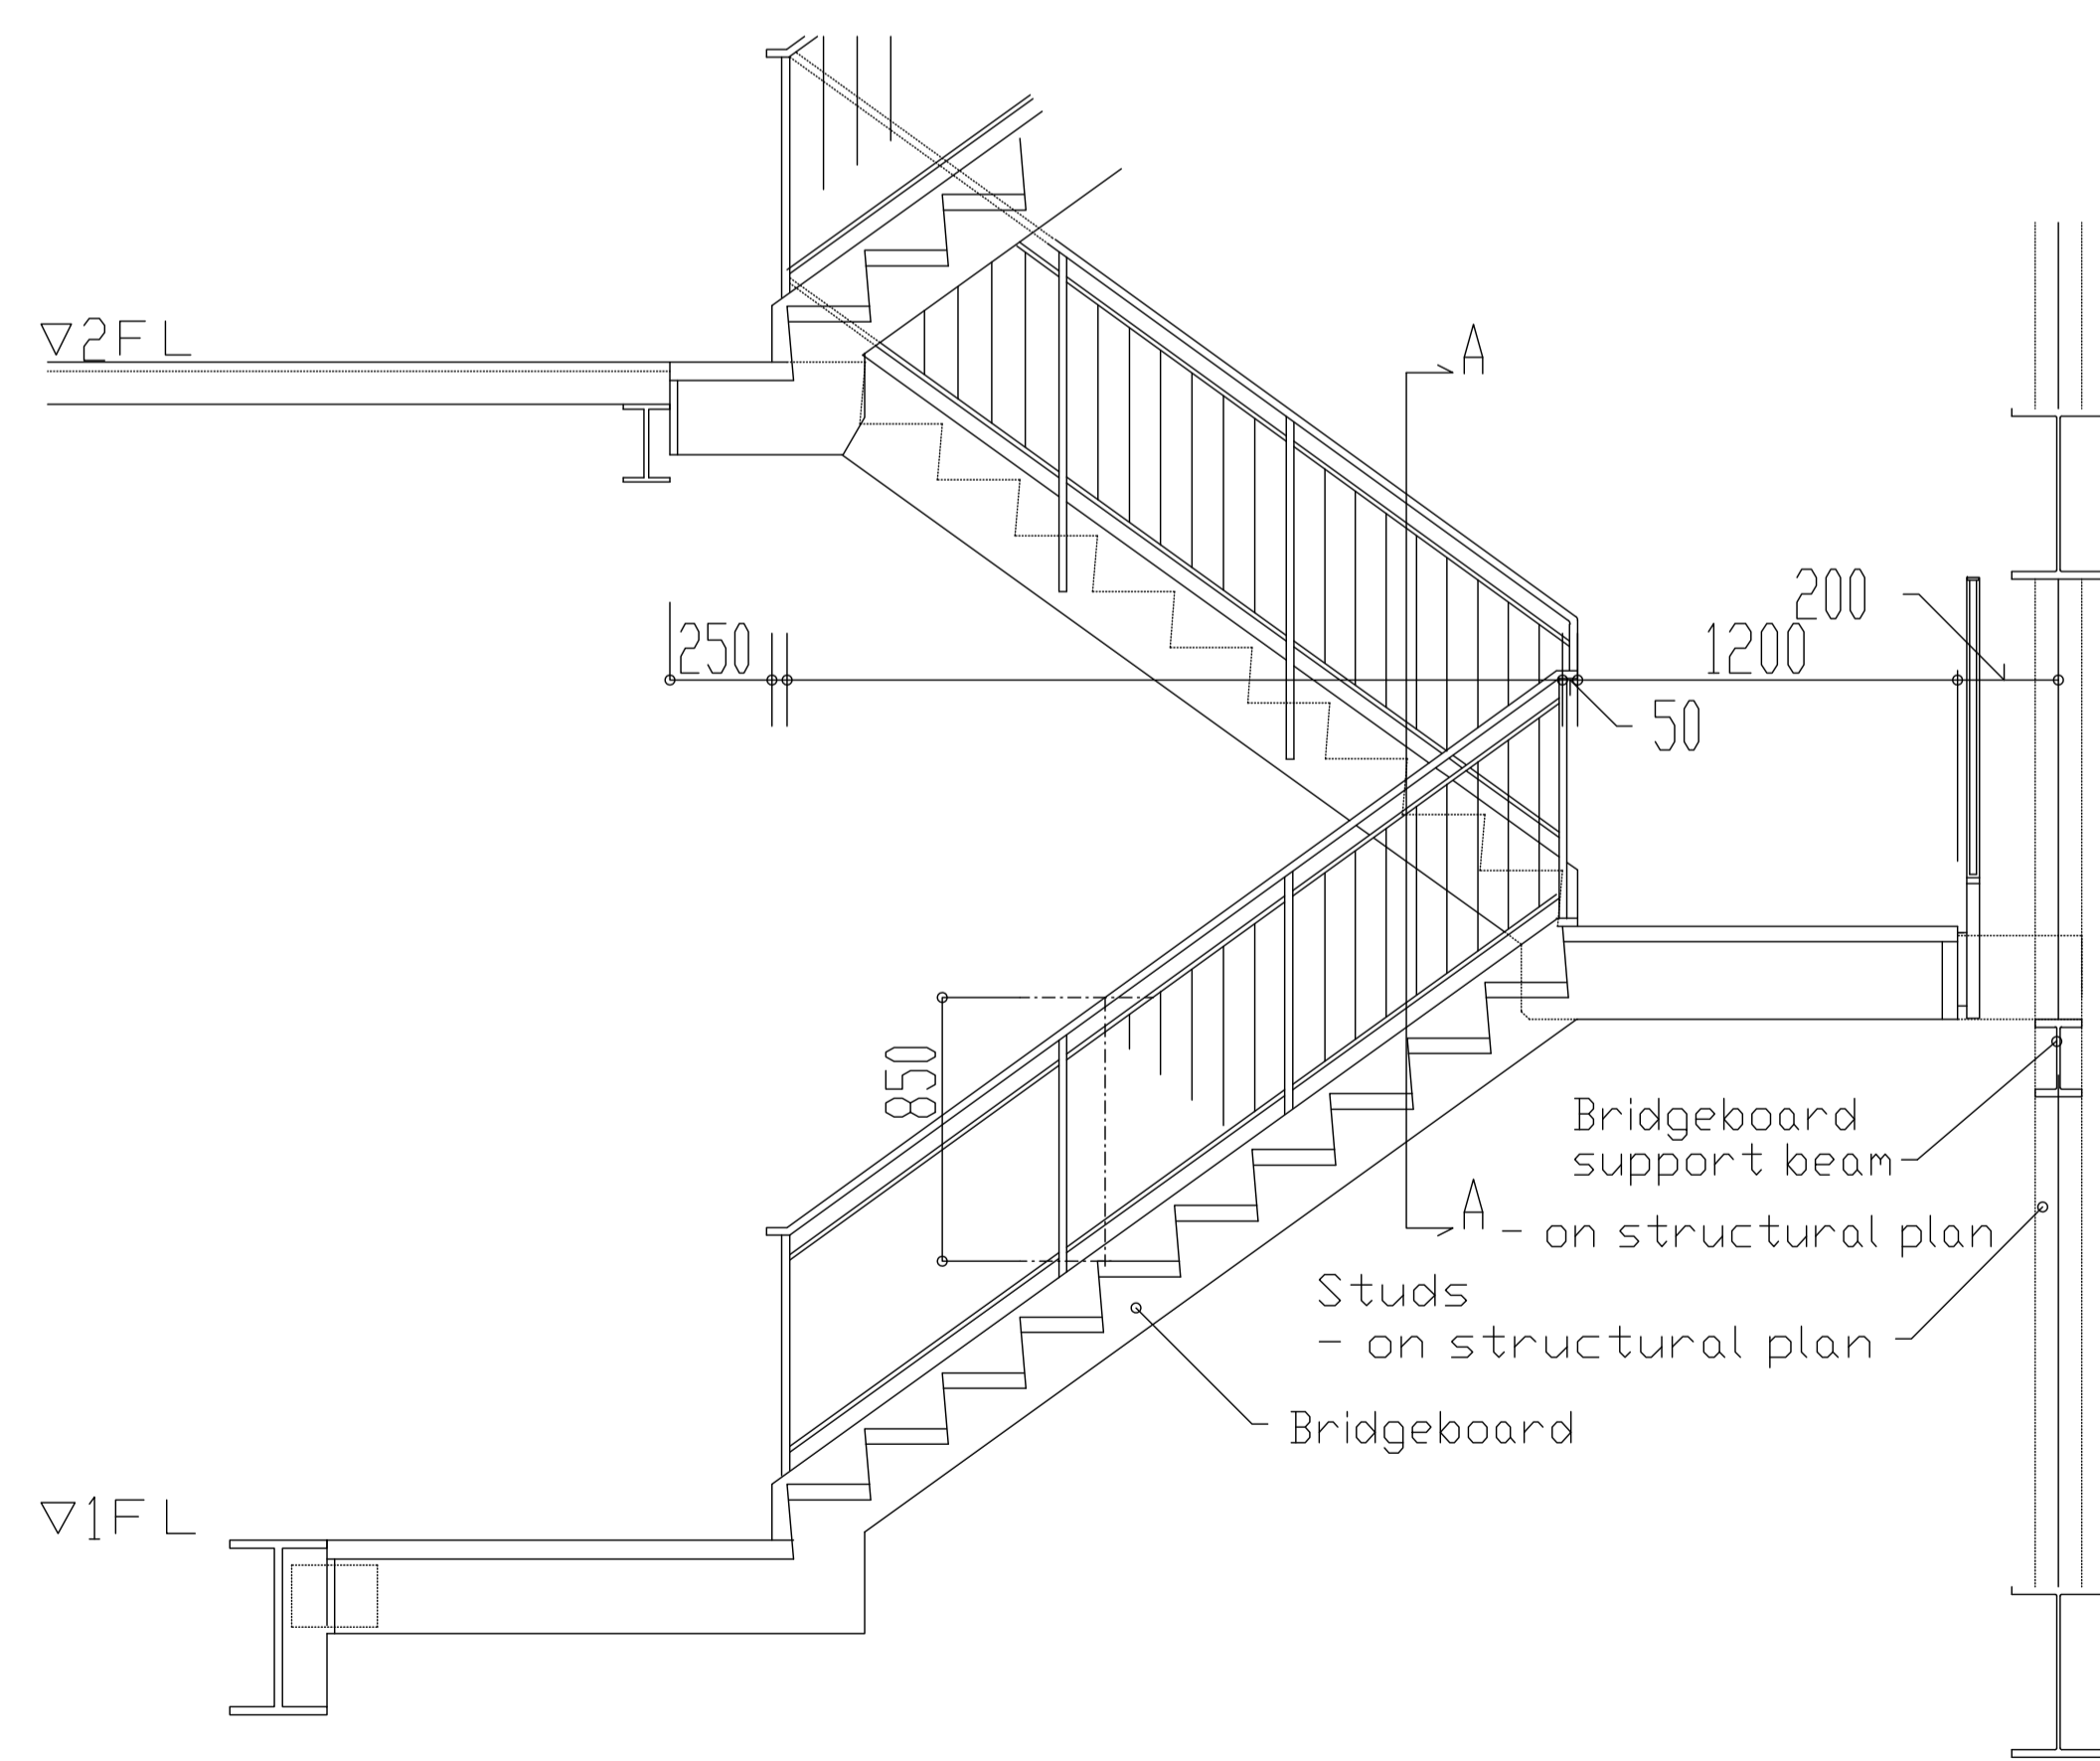 ▽2FL
A
200
250
1200
50
850
Bridgeboard
support beam
A
- on structural plan
Studs
- on structural plan
Bridgeboard
▽1FL